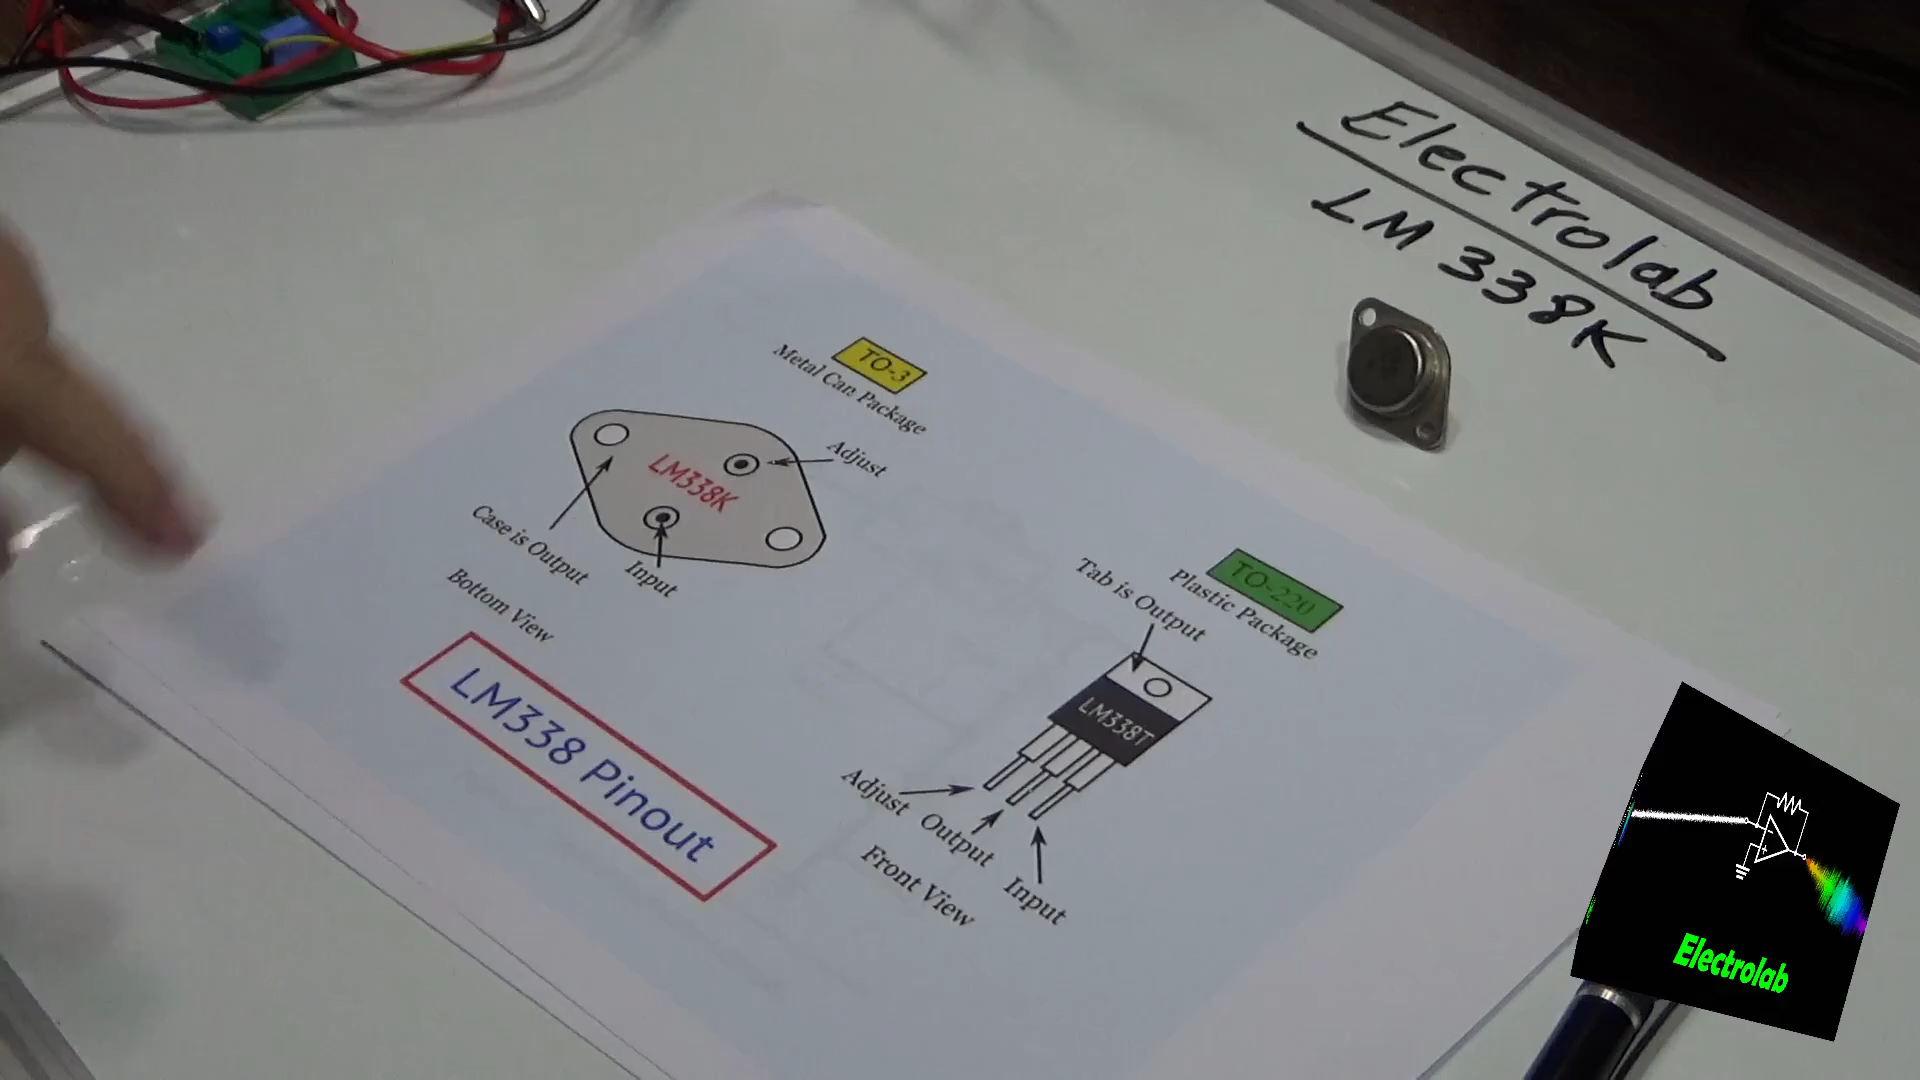 Electrolab
LM 338K
TO-3
Metal Can Package
Adjust
LM338K
Case is Output
Input
Bottom View
LM338 Pinout
TO-220
Plastic Package
Tab is Output
LM338T
Adjust
Output
Input
Front View
Electrolab